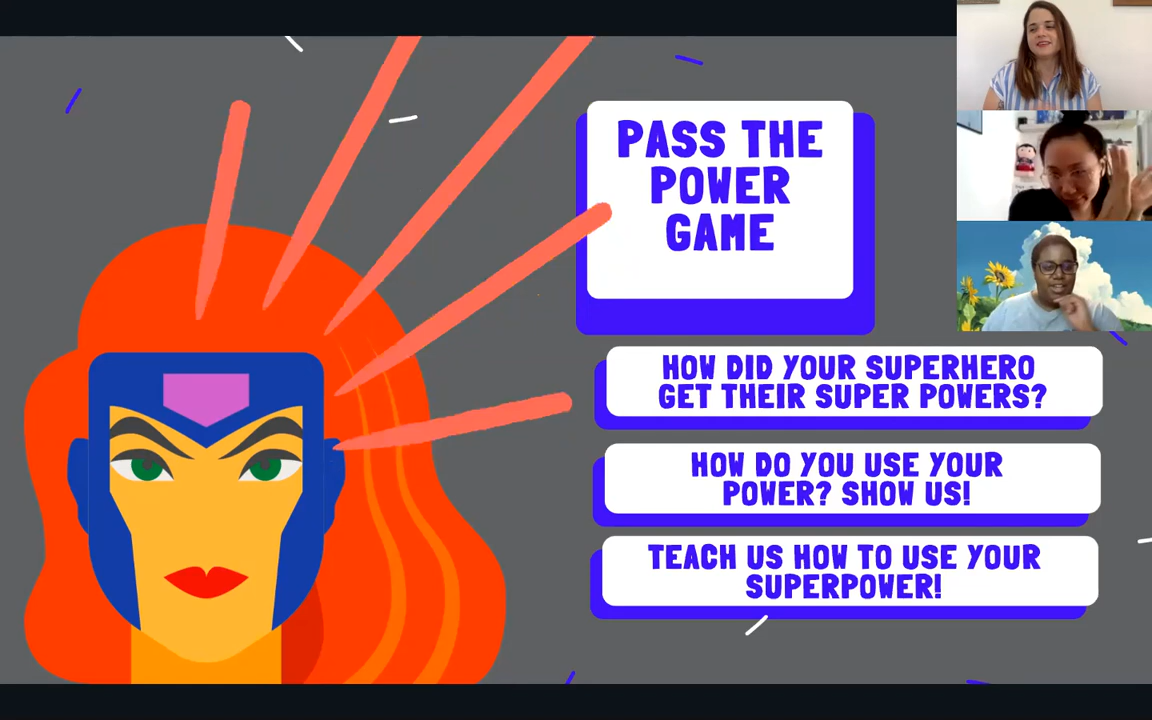 PASS THE
POWER
GAME
HOW DID YOUR SUPERHERO
GET THEIR SUPER POWERS?
HOW DO YOU USE YOUR
POWER? SHOW US!
TEACH US HOW TO USE YOUR
SUPERPOWER!